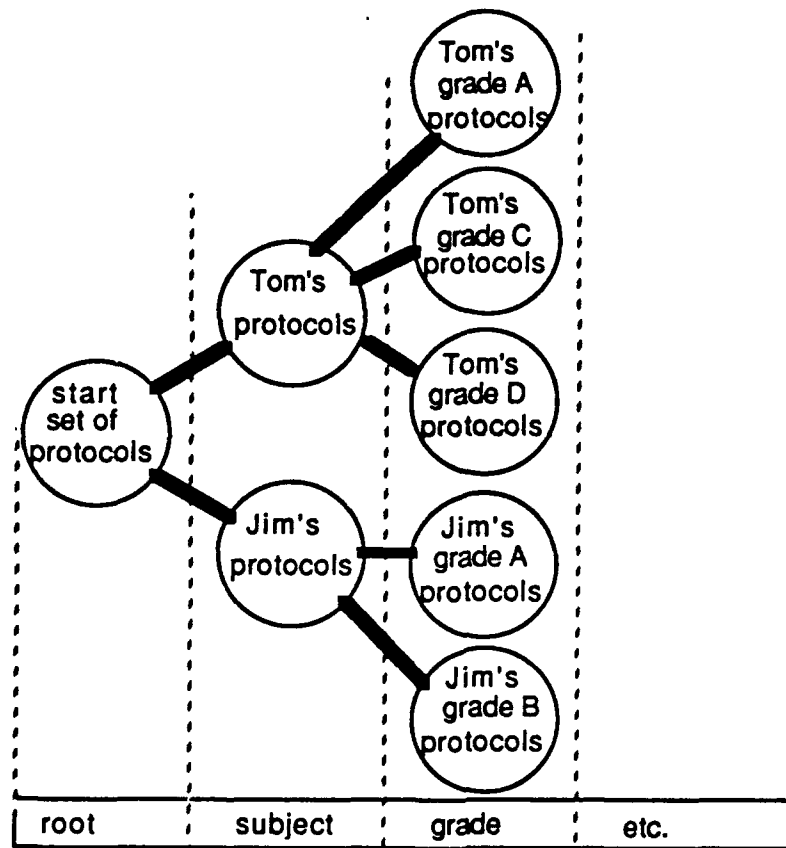 Tom's
grade A
protocols
Tom's
grade C
protocols
Tom's
protocols
Tom's
grade D
protocols
start
set of
protocols
Jim's
protocols
Jim's
grade A
protocols
Jim's
grade B
protocols
root subject grade etc.